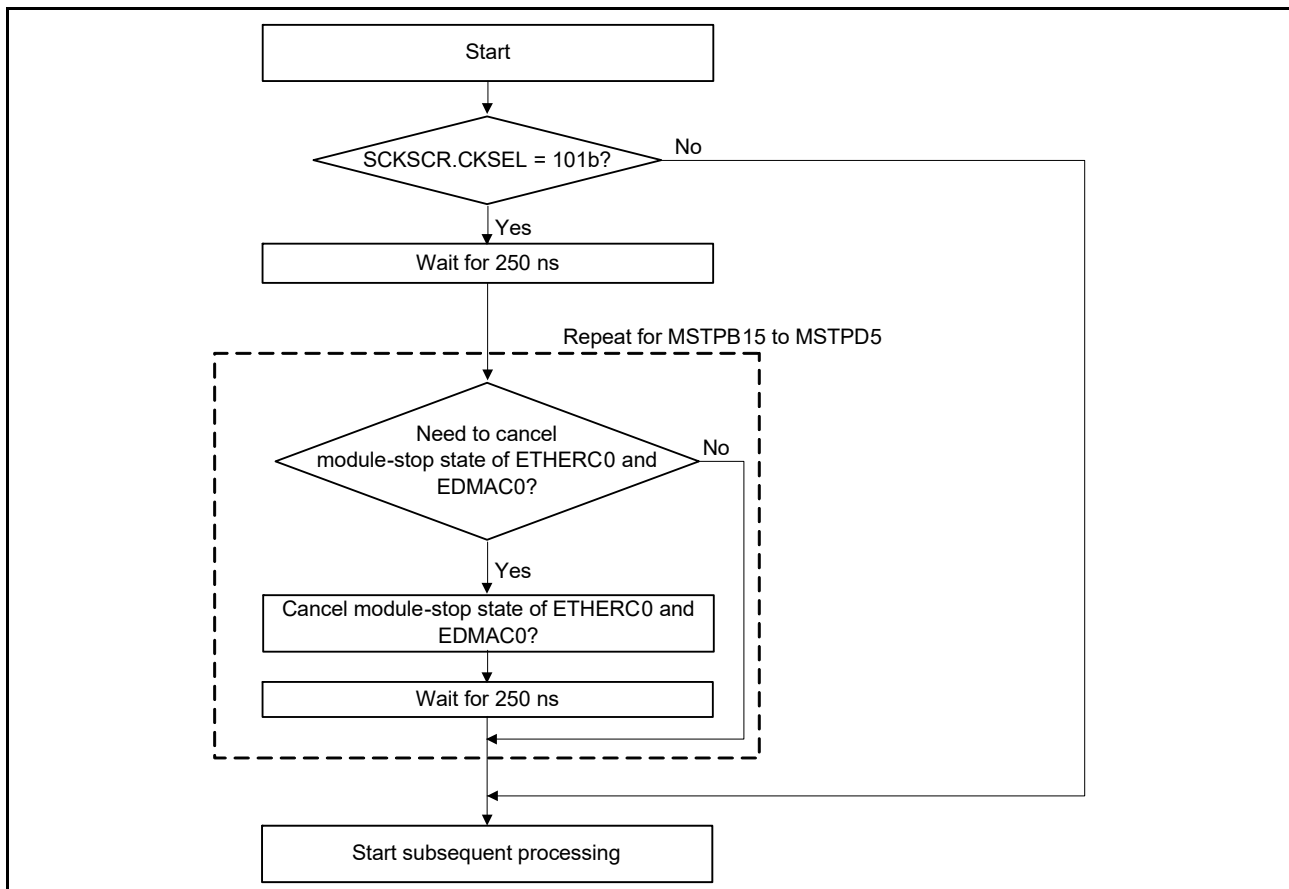 Start
SCKSCR.CKSEL = 101b?
No
Yes
Wait for 250 ns
Repeat for MSTPB15 to MSTPD5
Need to cancel
module-stop state of ETHERC0 and
EDMAC0?
No
Yes
Cancel module-stop state of ETHERC0 and
EDMAC0?
Wait for 250 ns
Start subsequent processing